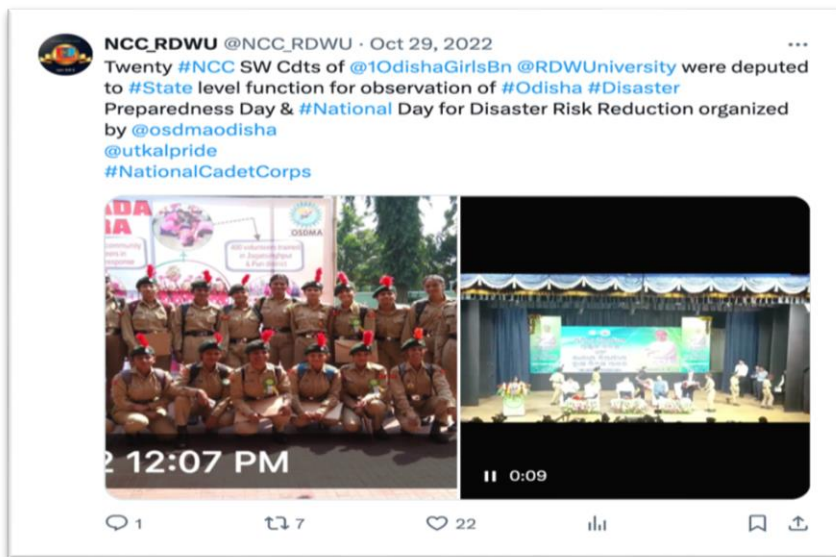 NCC_RDWU @NCC_RDWU · Oct 29, 2022
Twenty #NCC SW Cdts of @1OdishaGirlsBn @RDWUniversity were deputed
to #State level function for observation of #Odisha #Disaster
Preparedness Day & #National Day for Disaster Risk Reduction organized
by @osdmaodisha
@utkalpride
#NationalCadetCorps
OSDMA
12:07 PM
0:09
1
7
22